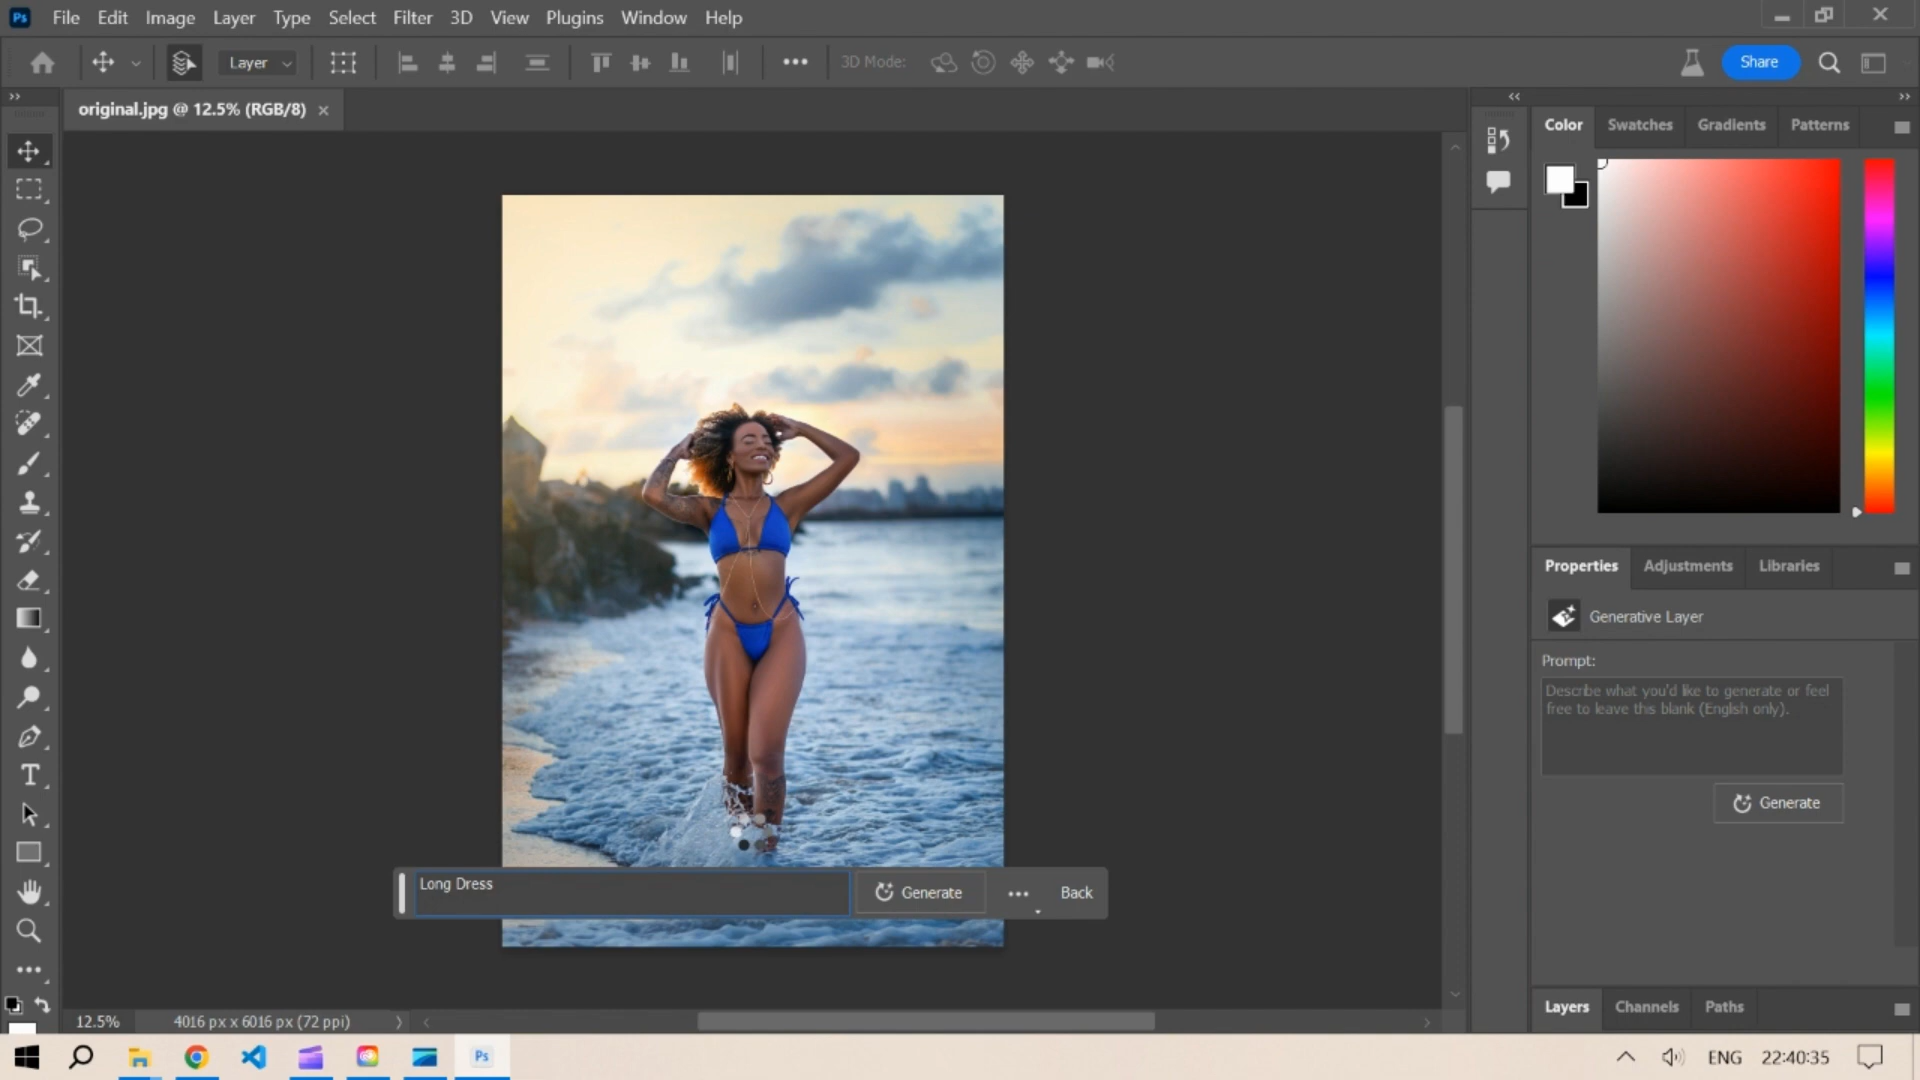 Ps File Edit Image Layer Type Select Filter 3D View Plugins Window Help
Layer 3D Mode: Share
original.jpg @ 12.5% (RGB/8)
Color Swatches Gradients Patterns
Properties Adjustments Libraries
Generative Layer
Prompt:
Describe what you'd like to generate or feel
free to leave this blank (English only).
Generate
Long Dress
Generate
Back
Layers Channels Paths
12.5% 4016 px x 6016 px (72 ppi)
Ps ENG 22:40:35